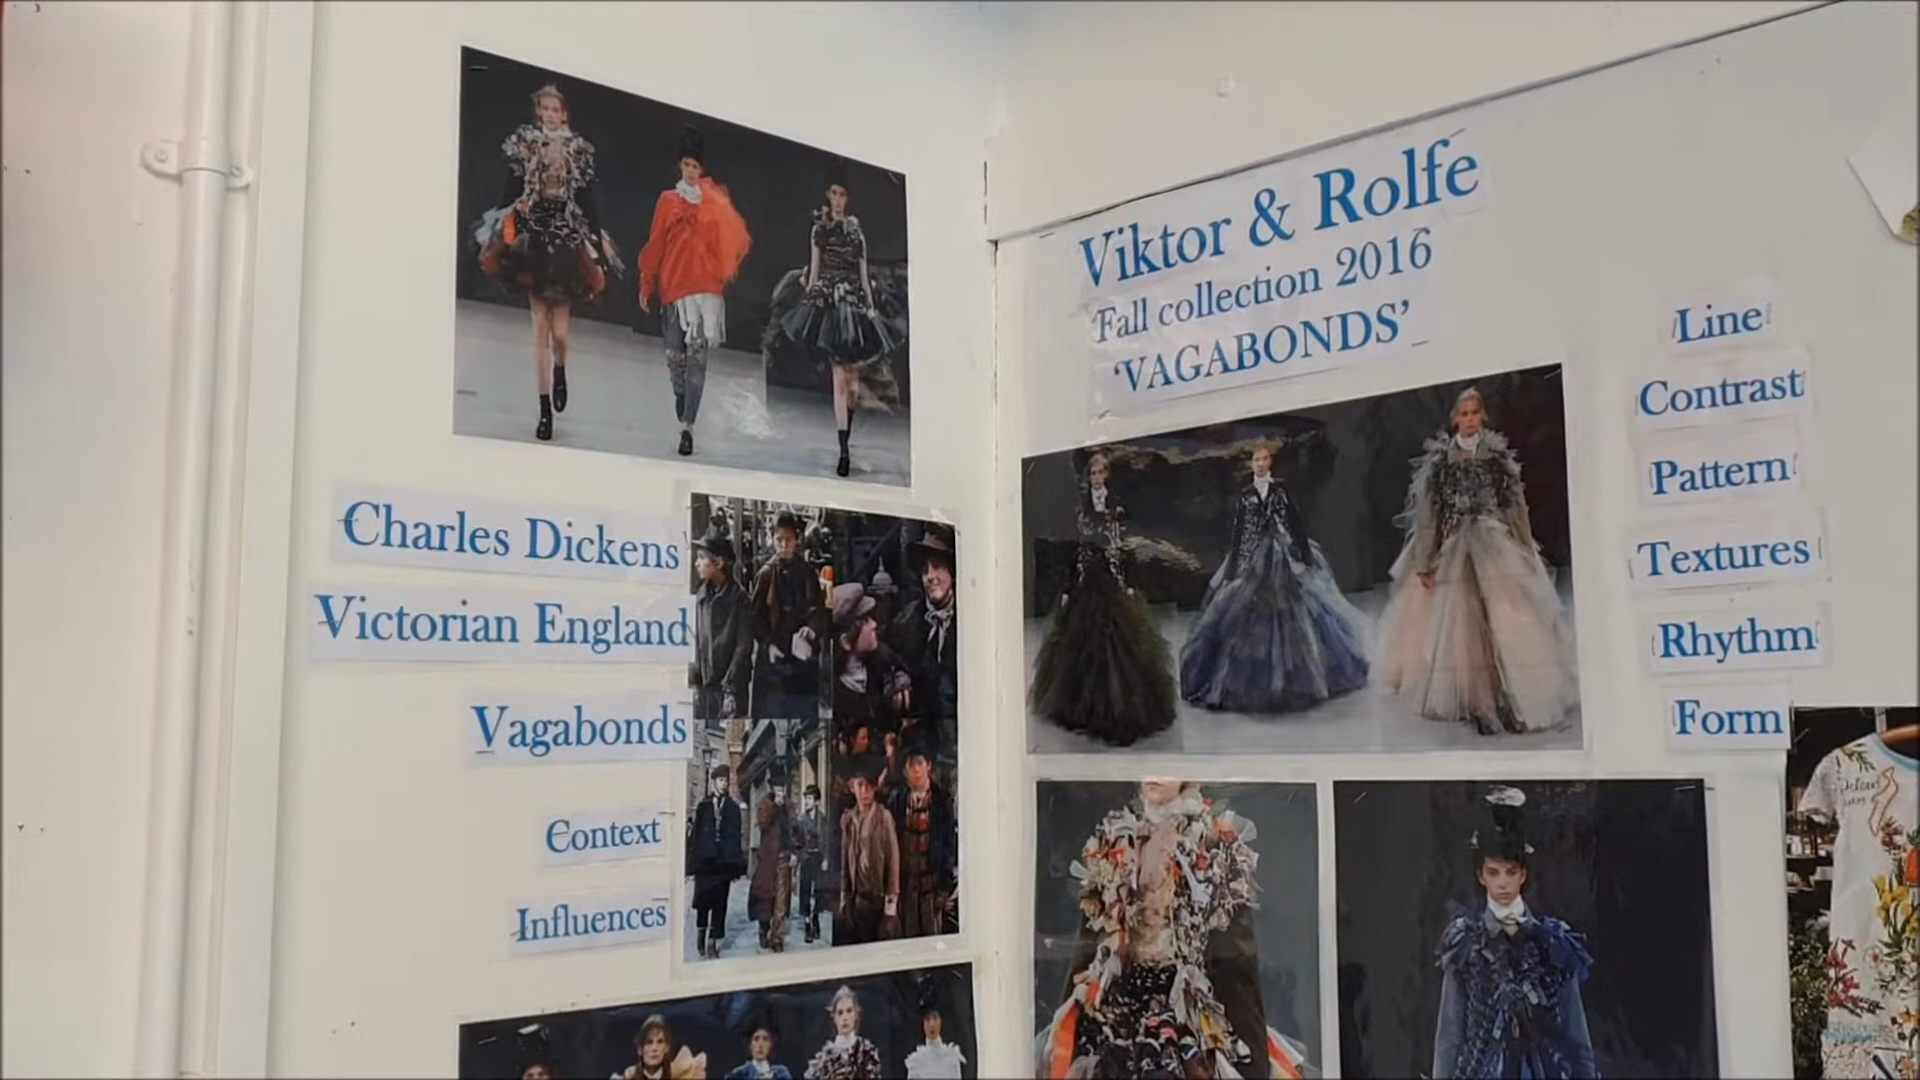 Viktor & Rolfe
Fall collection 2016
'VAGABONDS'
Charles Dickens
Victorian England
Vagabonds
Context
Influences
Line
Contrast
Pattern
Textures
Rhythm
Form